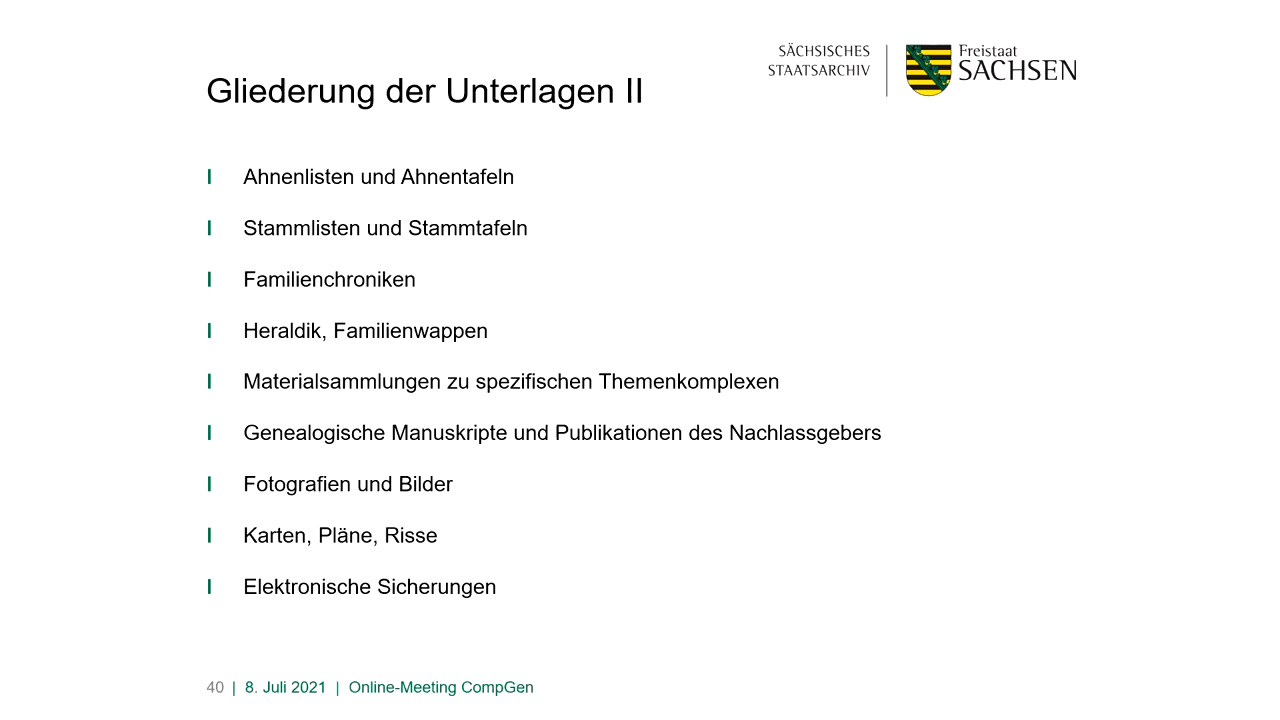 SÄCHSISCHES
STAATSARCHIV
Freistaat
SACHSEN
Gliederung der Unterlagen II
I Ahnenlisten und Ahnentafeln
I Stammlisten und Stammtafeln
I Familienchroniken
I Heraldik, Familienwappen
I Materialsammlungen zu spezifischen Themenkomplexen
I Genealogische Manuskripte und Publikationen des Nachlassgebers
I Fotografien und Bilder
I Karten, Pläne, Risse
I Elektronische Sicherungen
40 | 8. Juli 2021 | Online-Meeting CompGen